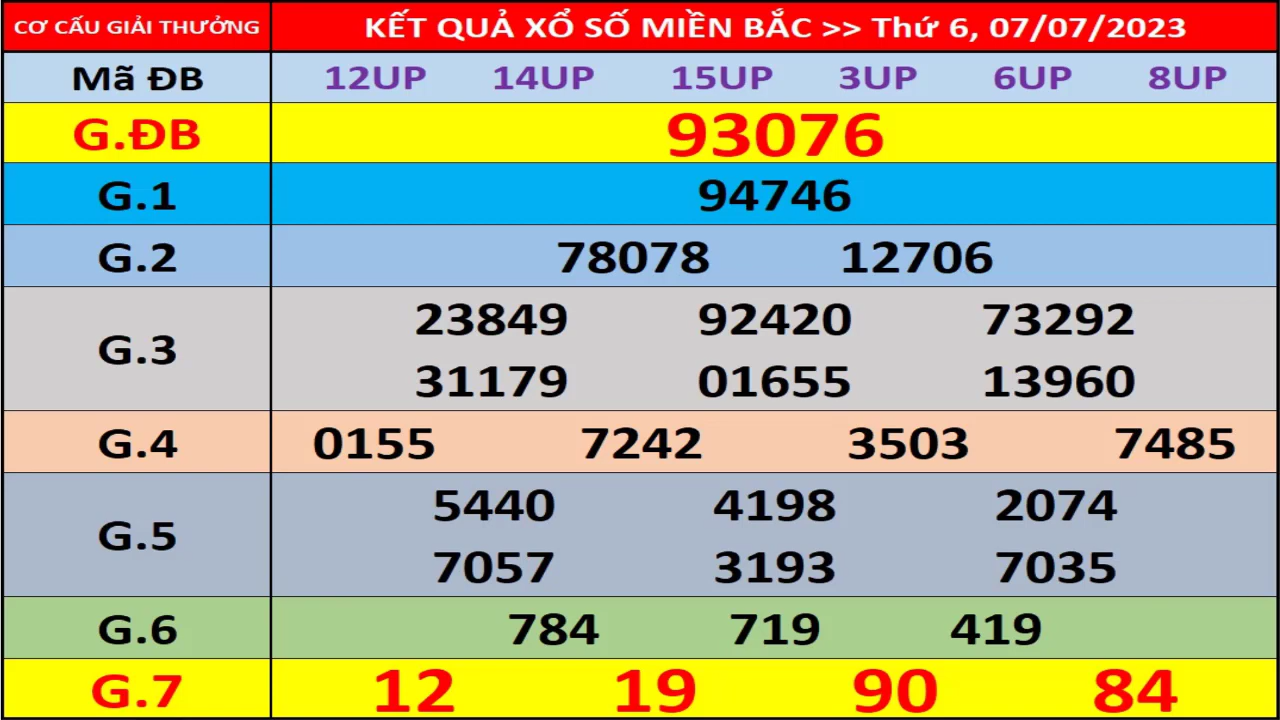 CƠ CẤU GIẢI THƯỞNG KẾT QUẢ XỔ SỐ MIỀN BẮC >> Thứ 6, 07/07/2023
Mã ĐB 12UP 14UP 15UP 3UP 6UP 8UP
G.ĐB 93076
G.1 94746
G.2 78078 12706
G.3
23849 92420 73292
31179 01655 13960
G.4 0155 7242 3503 7485
G.5
5440 4198 2074
7057 3193 7035
G.6 784 719 419
G.7 12 19 90 84